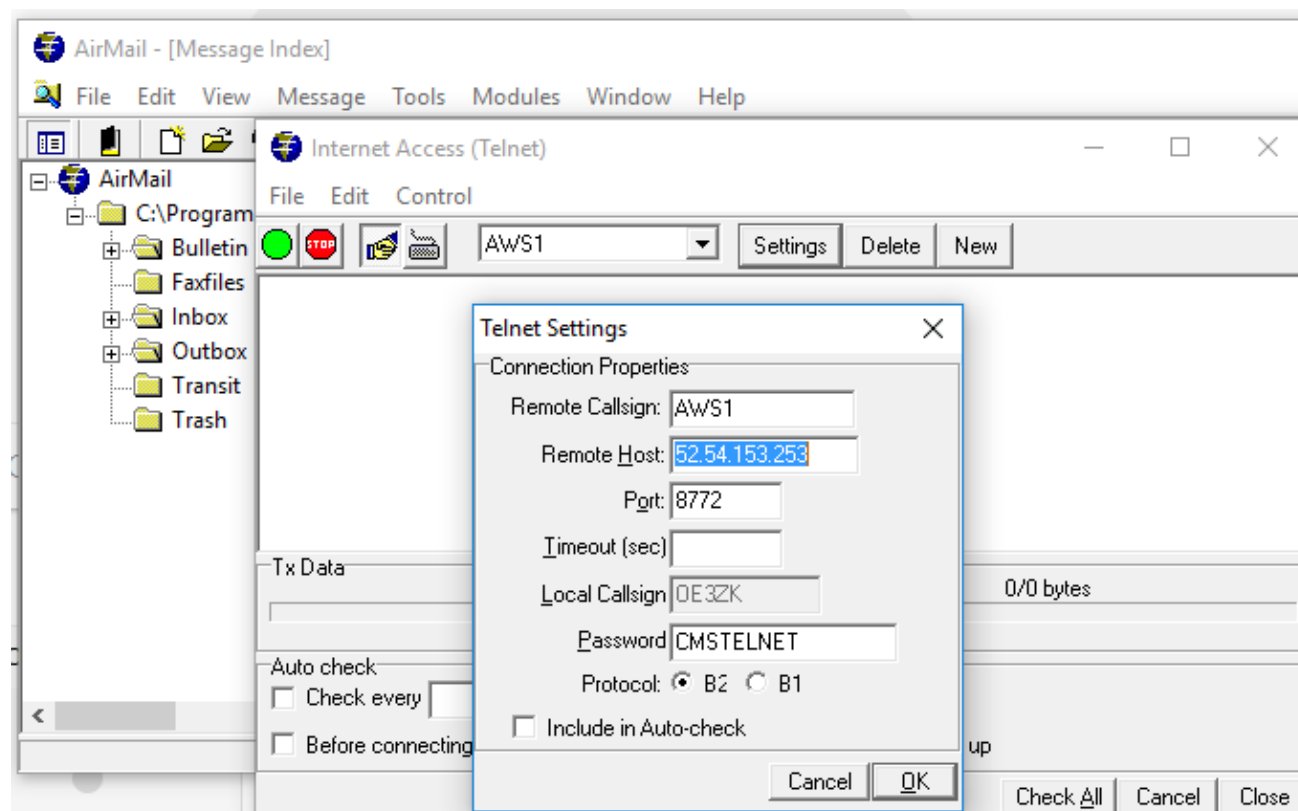 AirMail - [Message Index]
File Edit View Message Tools Modules Window Help
AirMail
C:\Program
Bulletin
Faxfiles
Inbox
Outbox
Transit
Trash
Internet Access (Telnet)
File Edit Control
STOP
AWS1 Settings Delete New
Telnet Settings
Connection Properties
Remote Callsign: AWS1
Remote Host: 52.54.153.253
Port: 8772
Timeout (sec)
Local Callsign OE3ZK
Password CMSTELNET
Protocol: B2 B1
Include in Auto-check
Cancel OK
Tx Data
0/0 bytes
Auto check
Check every
Before connecting up
Check All Cancel Close